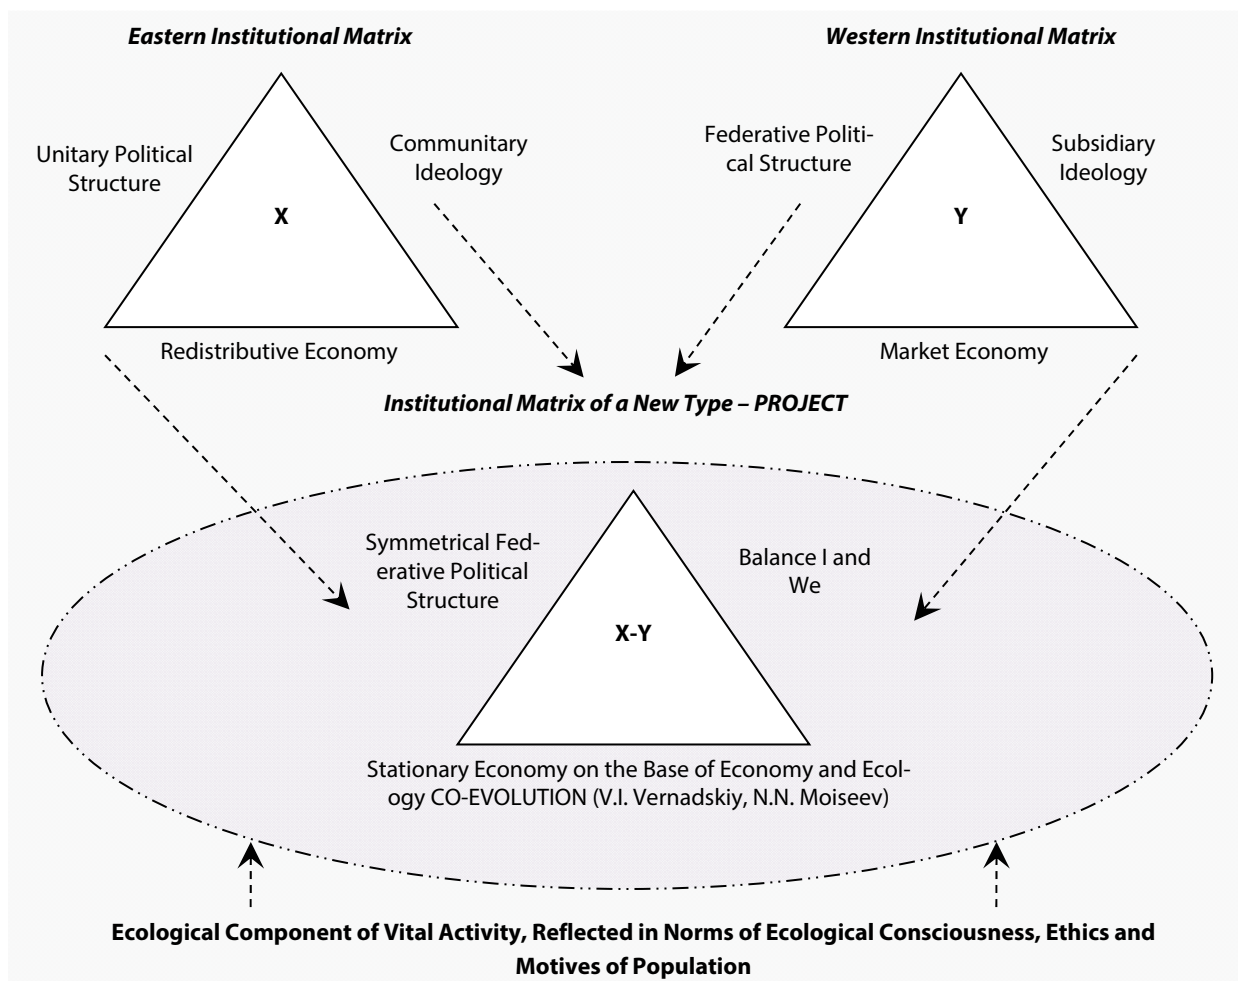 Eastern Institutional Matrix
Western Institutional Matrix
Unitary Political
Structure
Communitary
Ideology
X
Redistributive Economy
Federative Politi-
cal Structure
Subsidiary
Ideology
Y
Market Economy
Institutional Matrix of a New Type – PROJECT
Symmetrical Fed-
erative Political
Structure
Balance I and
We
X-Y
Stationary Economy on the Base of Economy and Ecol-
ogy CO-EVOLUTION (V.I. Vernadskiy, N.N. Moiseev)
Ecological Component of Vital Activity, Reflected in Norms of Ecological Consciousness, Ethics and
Motives of Population